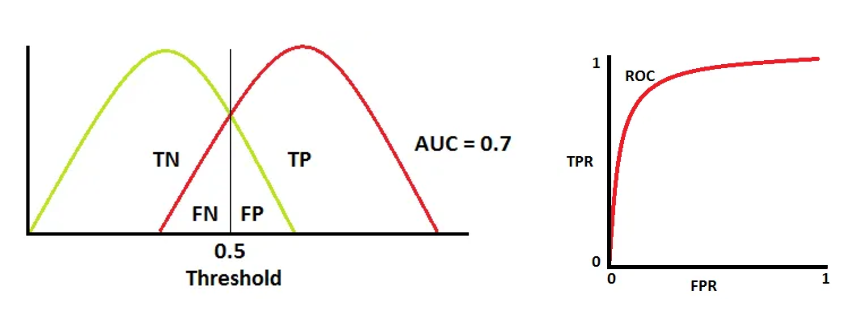 TN
TP
AUC = 0.7
FN
FP
0.5
Threshold
1
ROC
TPR
0
0
1
FPR